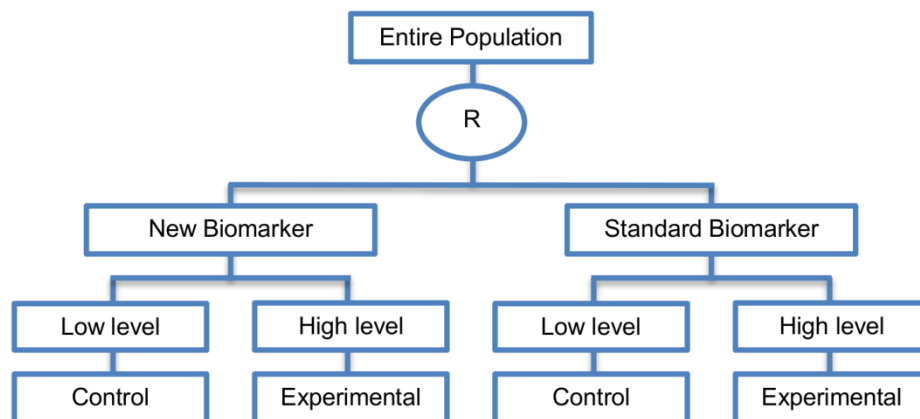 Entire Population
R
New Biomarker
Standard Biomarker
Low level
High level
Low level
High level
Control
Experimental
Control
Experimental